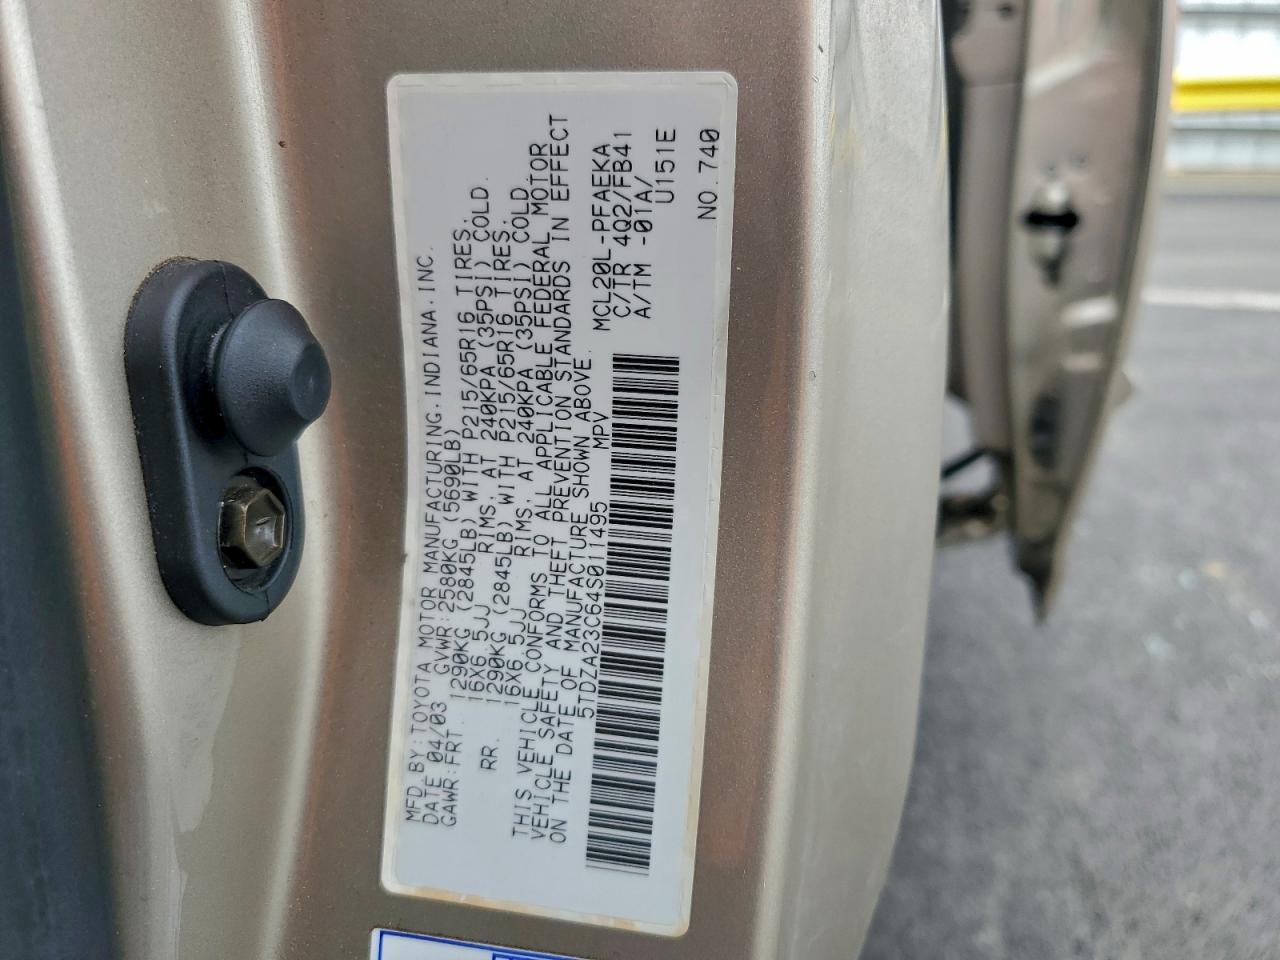 MFD.BY:TOYOTA MOTOR MANUFACTURING.INDIANA.INC.
DATE 04/03 GVWR:2580KG (5690LB)
GAWR:FRT 1290KG (2845LB) WITH P215/65R16 TIRES.
16X6.5JJ RIMS. AT 240KPA (35PSI) COLD.
RR. 1290KG (2845LB) WITH P215/65R16 TIRES.
16X6.5JJ RIMS. AT 240KPA (35PSI) COLD.
THIS VEHICLE CONFORMS TO ALL APPLICABLE FEDERAL MOTOR
VEHICLE SAFETY AND THEFT PREVENTION STANDARDS IN EFFECT
ON THE DATE OF MANUFACTURE SHOWN ABOVE.
5TDZA23C64S011495 MPV
MCL20L-PFAEKA
C/TR 4Q2/FB41
A/TM -01A/
U151E
NO.740